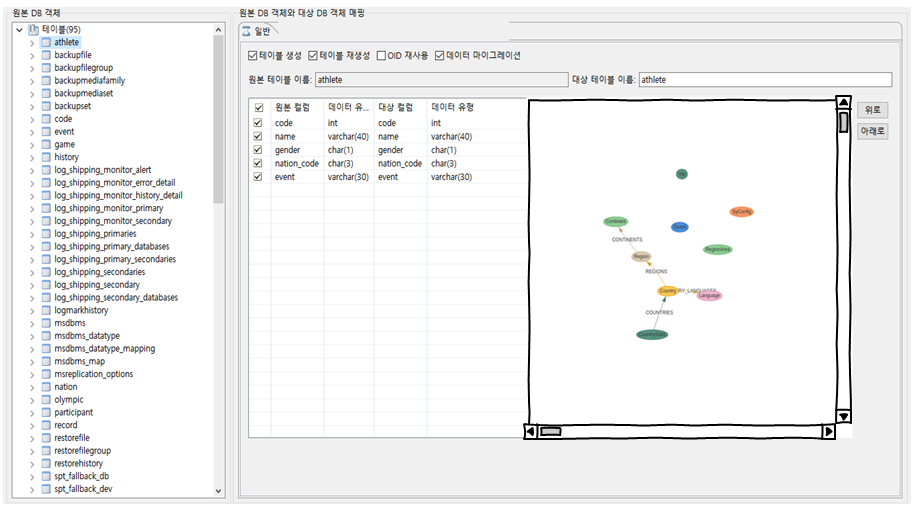 원본 DB 객체
테이블(95)
athlete
backupfile
backupfilegroup
backupmediafamily
backupmediaset
backupset
code
event
game
history
log_shipping_monitor_alert
log_shipping_monitor_error_detail
log_shipping_monitor_history_detail
log_shipping_monitor_primary
log_shipping_monitor_secondary
log_shipping_primaries
log_shipping_primary_databases
log_shipping_primary_secondaries
log_shipping_secondaries
log_shipping_secondary
log_shipping_secondary_databases
logmarkhistory
msdbms
msdbms_datatype
msdbms_datatype_mapping
msdbms_map
msreplication_options
nation
olympic
participant
record
restorefile
restorefilegroup
restorehistory
spt_fallback_db
spt_fallback_dev
원본 DB 객체와 대상 DB 객체 매핑
일반
테이블 생성 테이블 재생성 OID 재사용 데이터 마이그레이션
원본 테이블 이름: athlete 대상 테이블 이름: athlete
원본 컬럼 데이터 유... 대상 컬럼 데이터 유형
code int code int
name varchar(40) name varchar(40)
gender char(1) gender char(1)
nation_code char(3) nation_code char(3)
event varchar(30) event varchar(30)
위로
아래로
SyConfig
Continent
Guest
CONTINENTS
RegionArea
Region
REGIONS
Country RY_LANGUAGES
Language
COUNTRIES